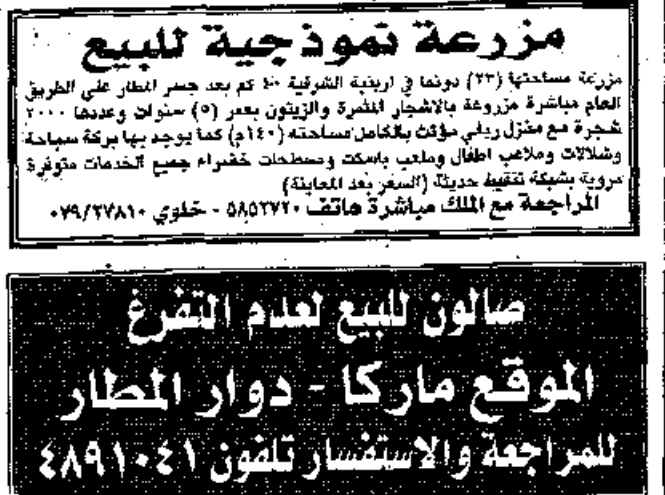 مزرعة نموذجية للبيع
مزرعة مساحتها (٢٣) دونما في ارينبة الشرقية ٤٠ كم بعد جسر المطار على الطريق
العام مباشرة مزروعة بالاشجار المثمرة والزيتون بعمر (٥) سنوات وعددها ٢٠٠٠
شجرة مع منزل ريفي مؤثث بالكامل مساحته (١٤٠م) كما يوجد بها بركة سباحة
وشلالات وملاعب اطفال وملعب باسكت ومسطحات خضراء جميع الخدمات متوفرة
مروية بشبكة تنقيط حديثة (السعر بعد المعاينة)
المراجعة مع المالك مباشرة هاتف ٥٨٥٢٧٢٠ - خلوي ٠٧٩/٢٧٨١٠
صالون للبيع لعدم التفرغ
الموقع ماركا - دوار المطار
للمراجعة والاستفسار تلفون ٤٨٩١٠٤١